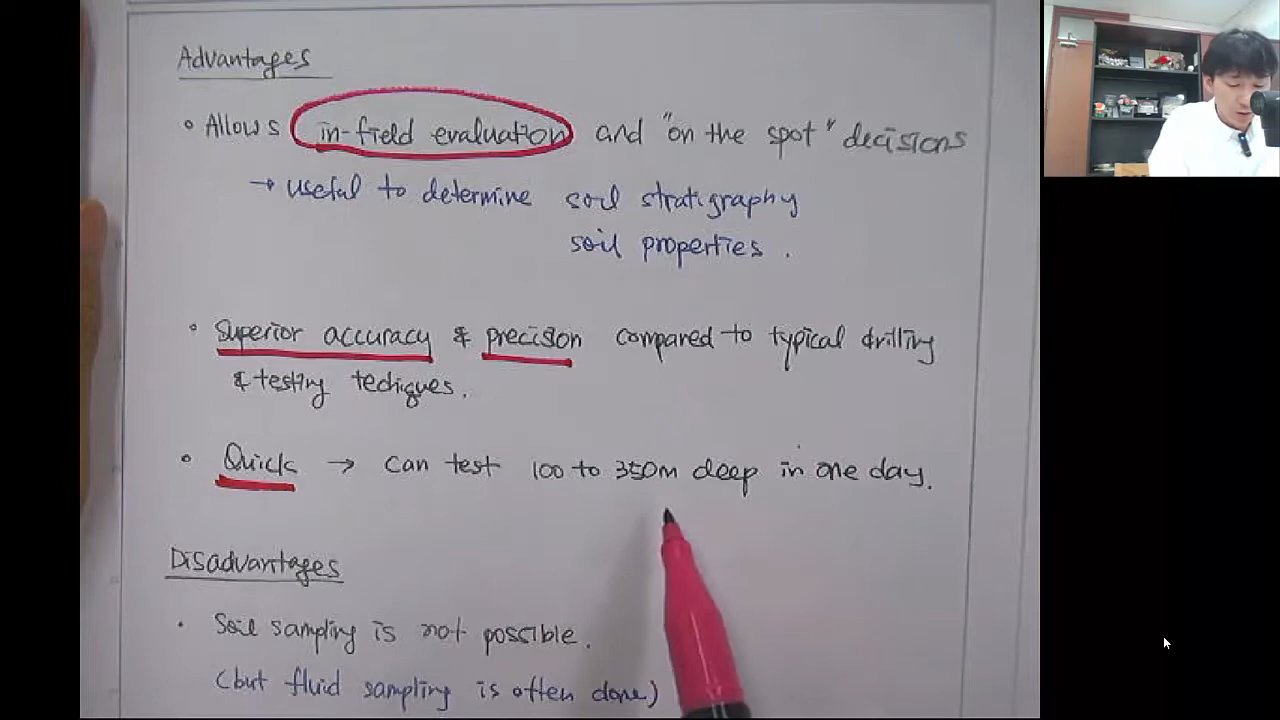 Advantages
• Allows in-field evaluation and "on the spot" decisions
→ useful to determine soil stratigraphy
soil properties.
• Superior accuracy & precision compared to typical drilling
& testing techiques.
• Quick → can test 100 to 350m deep in one day.
Disadvantages
• Soil sampling is not possible.
(but fluid sampling is often done)